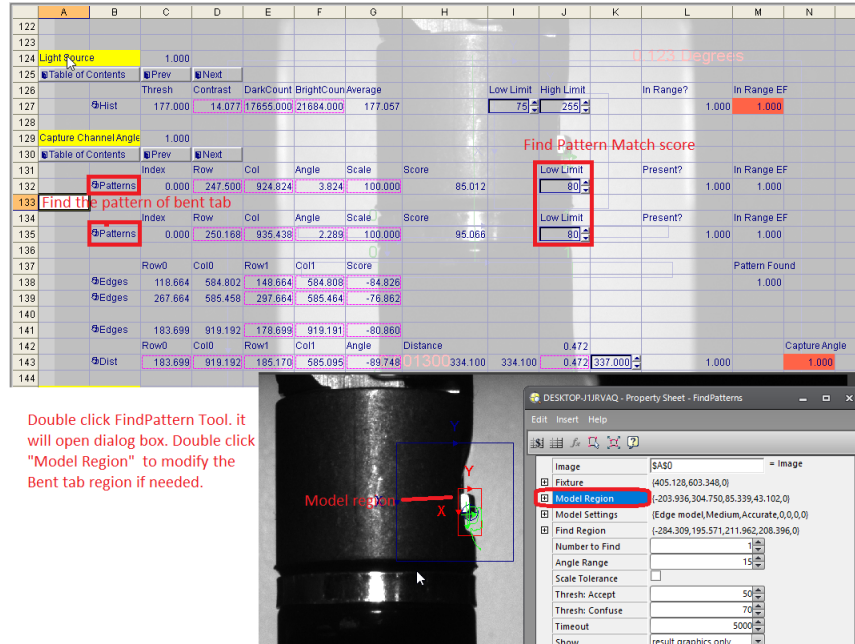 A B C D E F G H I J K L M N
122
123
124 Light Source 1.000 0.123 Degrees
125 Table of Contents Prev Next
126 Thresh Contrast DarkCount BrightCoun Average Low Limit High Limit In Range? In Range EF
127 Hist 177.000 14.077 17655.000 21684.000 177.057 75 255 1.000 1.000
128
129 Capture Channel Angle 1.000
130 Table of Contents Prev Next
Find Pattern Match score
131 Index Row Col Angle Scale Score Low Limit Present? In Range EF
132 Patterns 0.000 247.500 924.824 3.824 100.000 85.012 80 1.000 1.000
133 Find the pattern of bent tab
134 Index Row Col Angle Scale Score Low Limit Present? In Range EF
135 Patterns 0.000 250.168 935.438 2.289 100.000 95.066 80 1.000 1.000
136
137 Row0 Col0 Row1 Col1 Score Pattern Found
138 Edges 118.664 584.802 148.664 584.808 -84.826 1.000
139 Edges 267.664 585.458 297.664 585.464 -76.862
140
141 Edges 183.699 919.192 178.699 919.191 -80.860
142 Row0 Col0 Row1 Col1 Angle Distance 0.472 Capture Angle
143 Dist 183.699 919.192 185.170 585.095 -89.748 01300 334.100 334.100 0.472 337.000 1.000 1.000
144
Double click FindPattern Tool. it
will open dialog box. Double click
"Model Region" to modify the
Bent tab region if needed.
Y
Y
Model region
X
DESKTOP-J1JRVAQ - Property Sheet - FindPatterns
Edit Insert Help
Image $A$0 = Image
Fixture {405.128,603.348,0}
Model Region {-203.936,304.750,85.339,43.102,0}
Model Settings {Edge model,Medium,Accurate,0,0,0,0}
Find Region {-284.309,195.571,211.962,208.396,0}
Number to Find 1
Angle Range 15
Scale Tolerance
Thresh: Accept 50
Thresh: Confuse 70
Timeout 5000
Show result graphics only